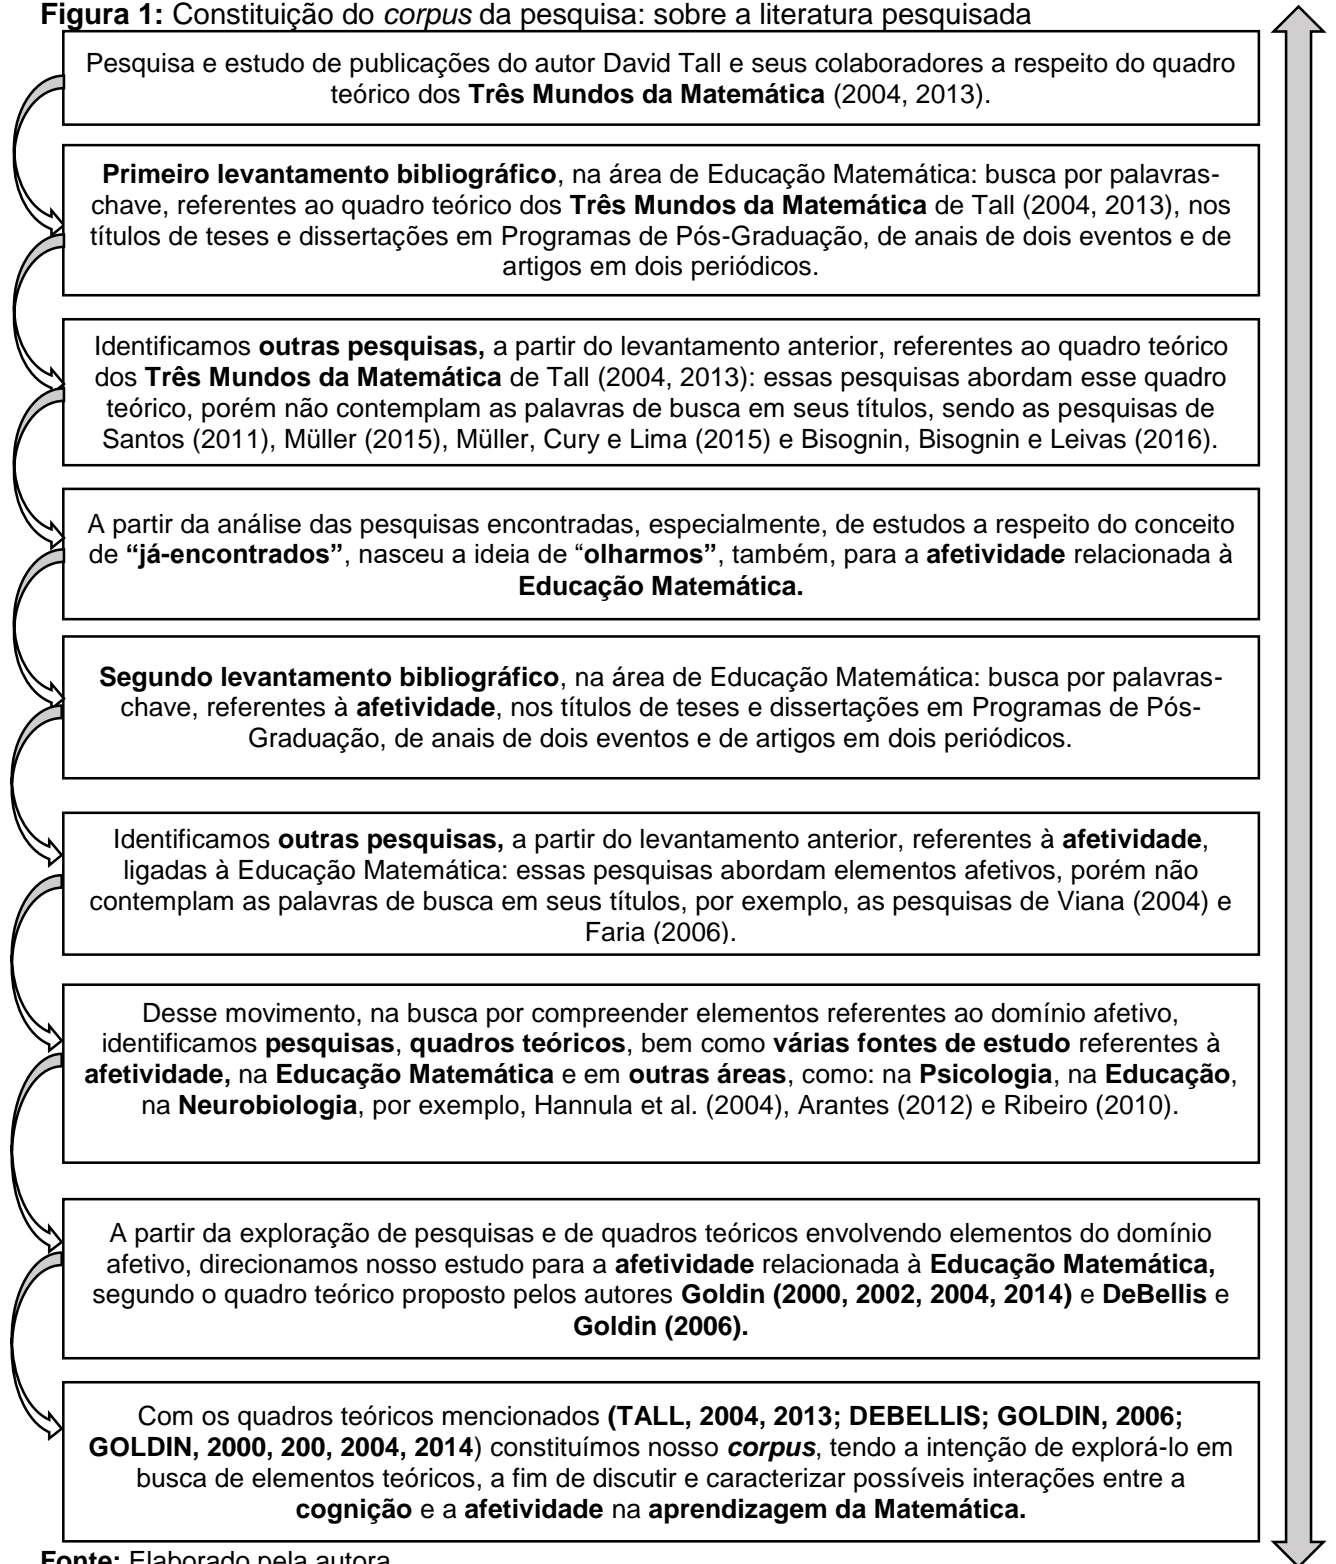 Figura 1: Constituição do corpus da pesquisa: sobre a literatura pesquisada
Pesquisa e estudo de publicações do autor David Tall e seus colaboradores a respeito do quadro
teórico dos Três Mundos da Matemática (2004, 2013).
Primeiro levantamento bibliográfico, na área de Educação Matemática: busca por palavras-
chave, referentes ao quadro teórico dos Três Mundos da Matemática de Tall (2004, 2013), nos
títulos de teses e dissertações em Programas de Pós-Graduação, de anais de dois eventos e de
artigos em dois periódicos.
Identificamos outras pesquisas, a partir do levantamento anterior, referentes ao quadro teórico
dos Três Mundos da Matemática de Tall (2004, 2013): essas pesquisas abordam esse quadro
teórico, porém não contemplam as palavras de busca em seus títulos, sendo as pesquisas de
Santos (2011), Müller (2015), Müller, Cury e Lima (2015) e Bisognin, Bisognin e Leivas (2016).
A partir da análise das pesquisas encontradas, especialmente, de estudos a respeito do conceito
de “já-encontrados”, nasceu a ideia de “olharmos”, também, para a afetividade relacionada à
Educação Matemática.
Segundo levantamento bibliográfico, na área de Educação Matemática: busca por palavras-
chave, referentes à afetividade, nos títulos de teses e dissertações em Programas de Pós-
Graduação, de anais de dois eventos e de artigos em dois periódicos.
Identificamos outras pesquisas, a partir do levantamento anterior, referentes à afetividade,
ligadas à Educação Matemática: essas pesquisas abordam elementos afetivos, porém não
contemplam as palavras de busca em seus títulos, por exemplo, as pesquisas de Viana (2004) e
Faria (2006).
Desse movimento, na busca por compreender elementos referentes ao domínio afetivo,
identificamos pesquisas, quadros teóricos, bem como várias fontes de estudo referentes à
afetividade, na Educação Matemática e em outras áreas, como: na Psicologia, na Educação,
na Neurobiologia, por exemplo, Hannula et al. (2004), Arantes (2012) e Ribeiro (2010).
A partir da exploração de pesquisas e de quadros teóricos envolvendo elementos do domínio
afetivo, direcionamos nosso estudo para a afetividade relacionada à Educação Matemática,
segundo o quadro teórico proposto pelos autores Goldin (2000, 2002, 2004, 2014) e DeBellis e
Goldin (2006).
Com os quadros teóricos mencionados (TALL, 2004, 2013; DEBELLIS; GOLDIN, 2006;
GOLDIN, 2000, 200, 2004, 2014) constituímos nosso corpus, tendo a intenção de explorá-lo em
busca de elementos teóricos, a fim de discutir e caracterizar possíveis interações entre a
cognição e a afetividade na aprendizagem da Matemática.
Fonte: Elaborado pela autora